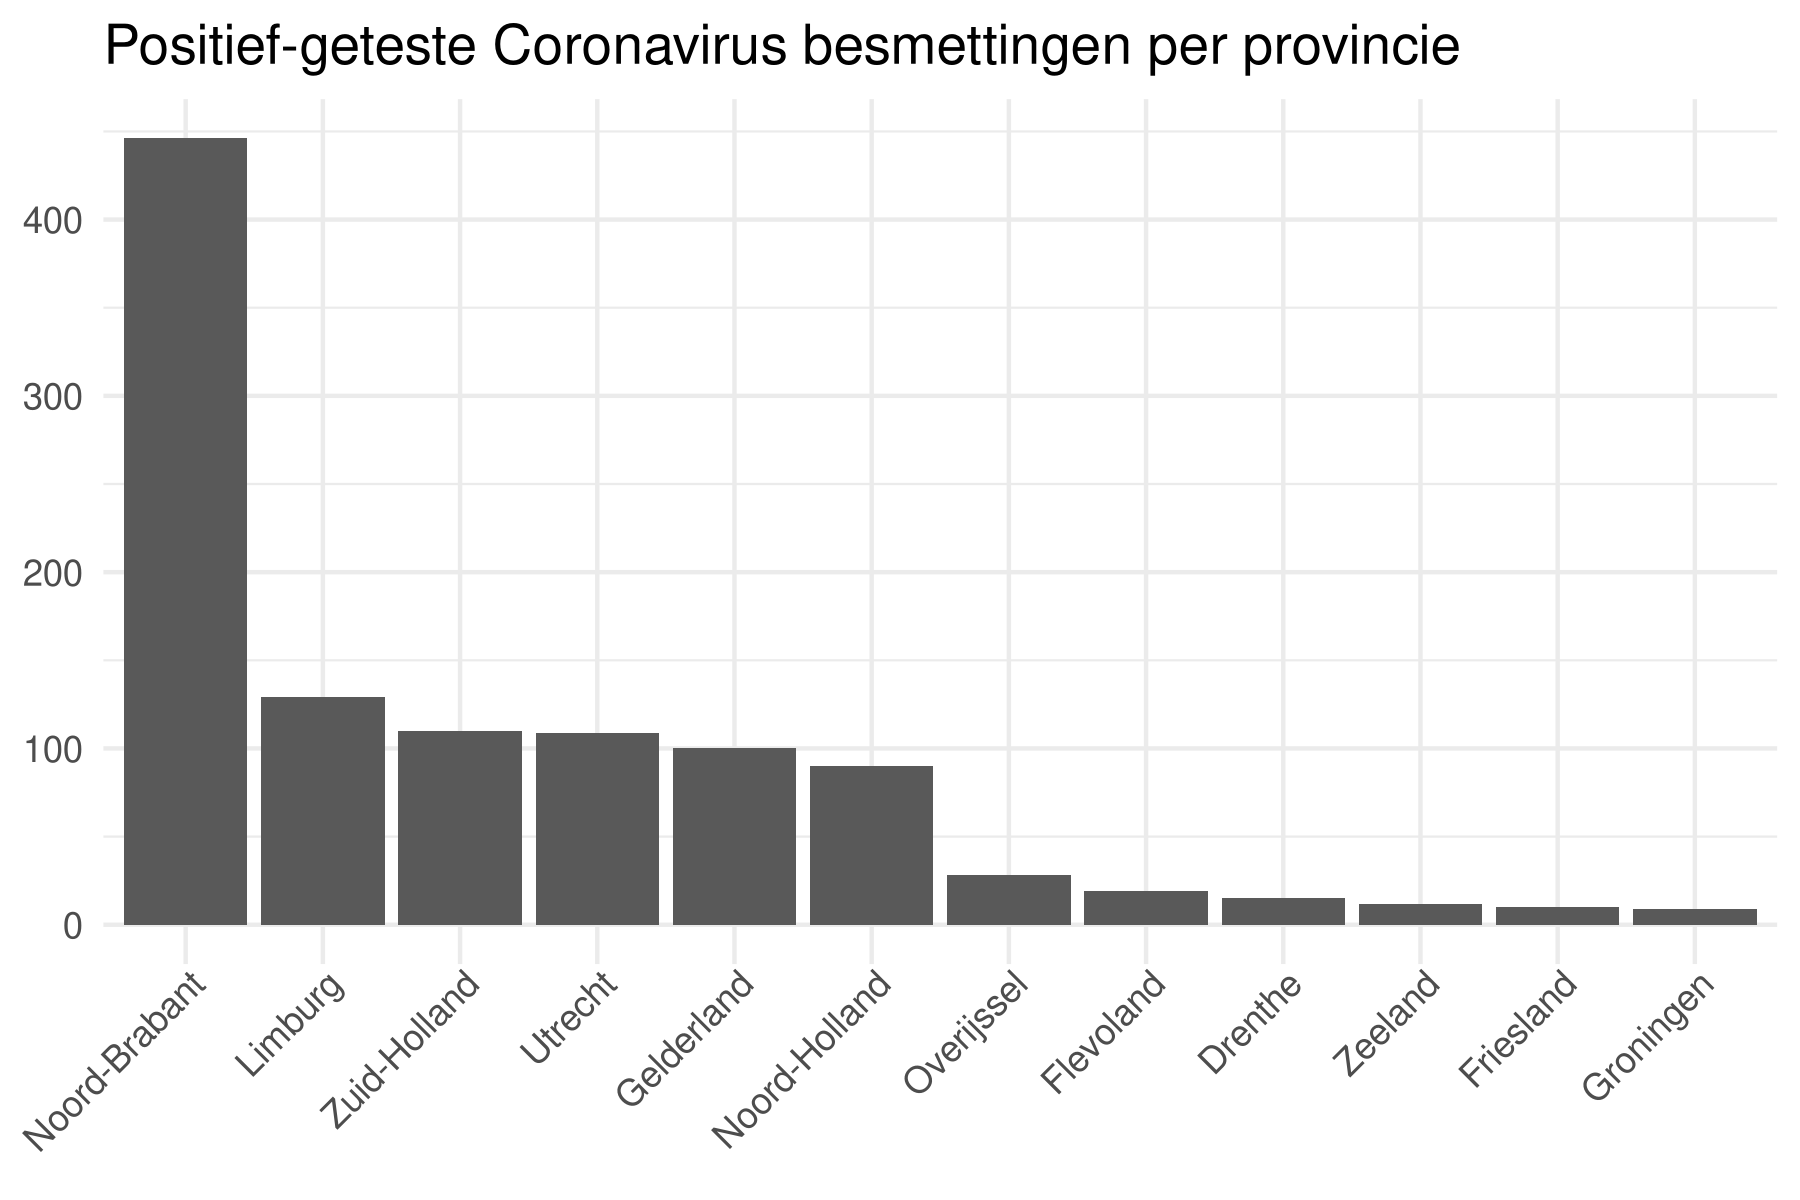 Positief-geteste Coronavirus besmettingen per provincie
400
300
200
100
0
Noord-Brabant
Limburg
Zuid-Holland
Utrecht
Gelderland
Noord-Holland
Overijssel
Flevoland
Drenthe
Zeeland
Friesland
Groningen